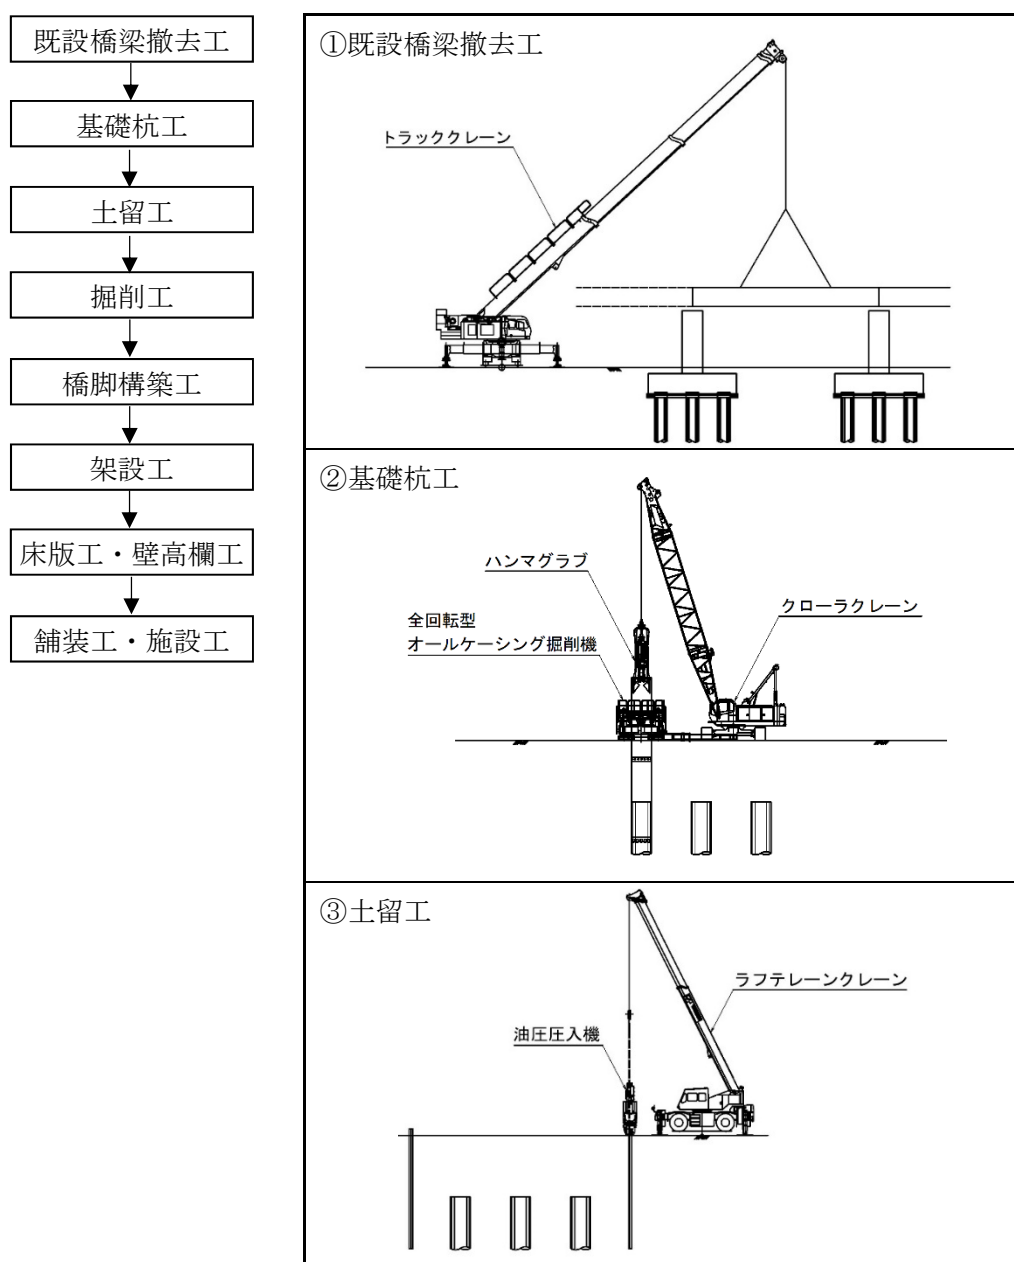 既設橋梁撤去工
基礎杭工
土留工
掘削工
橋脚構築工
架設工
床版工・壁高欄工
舗装工・施設工
①既設橋梁撤去工
トラッククレーン
②基礎杭工
ハンマグラブ
全回転型
オールケーシング掘削機
クローラクレーン
③土留工
ラフテレーンクレーン
油圧圧入機